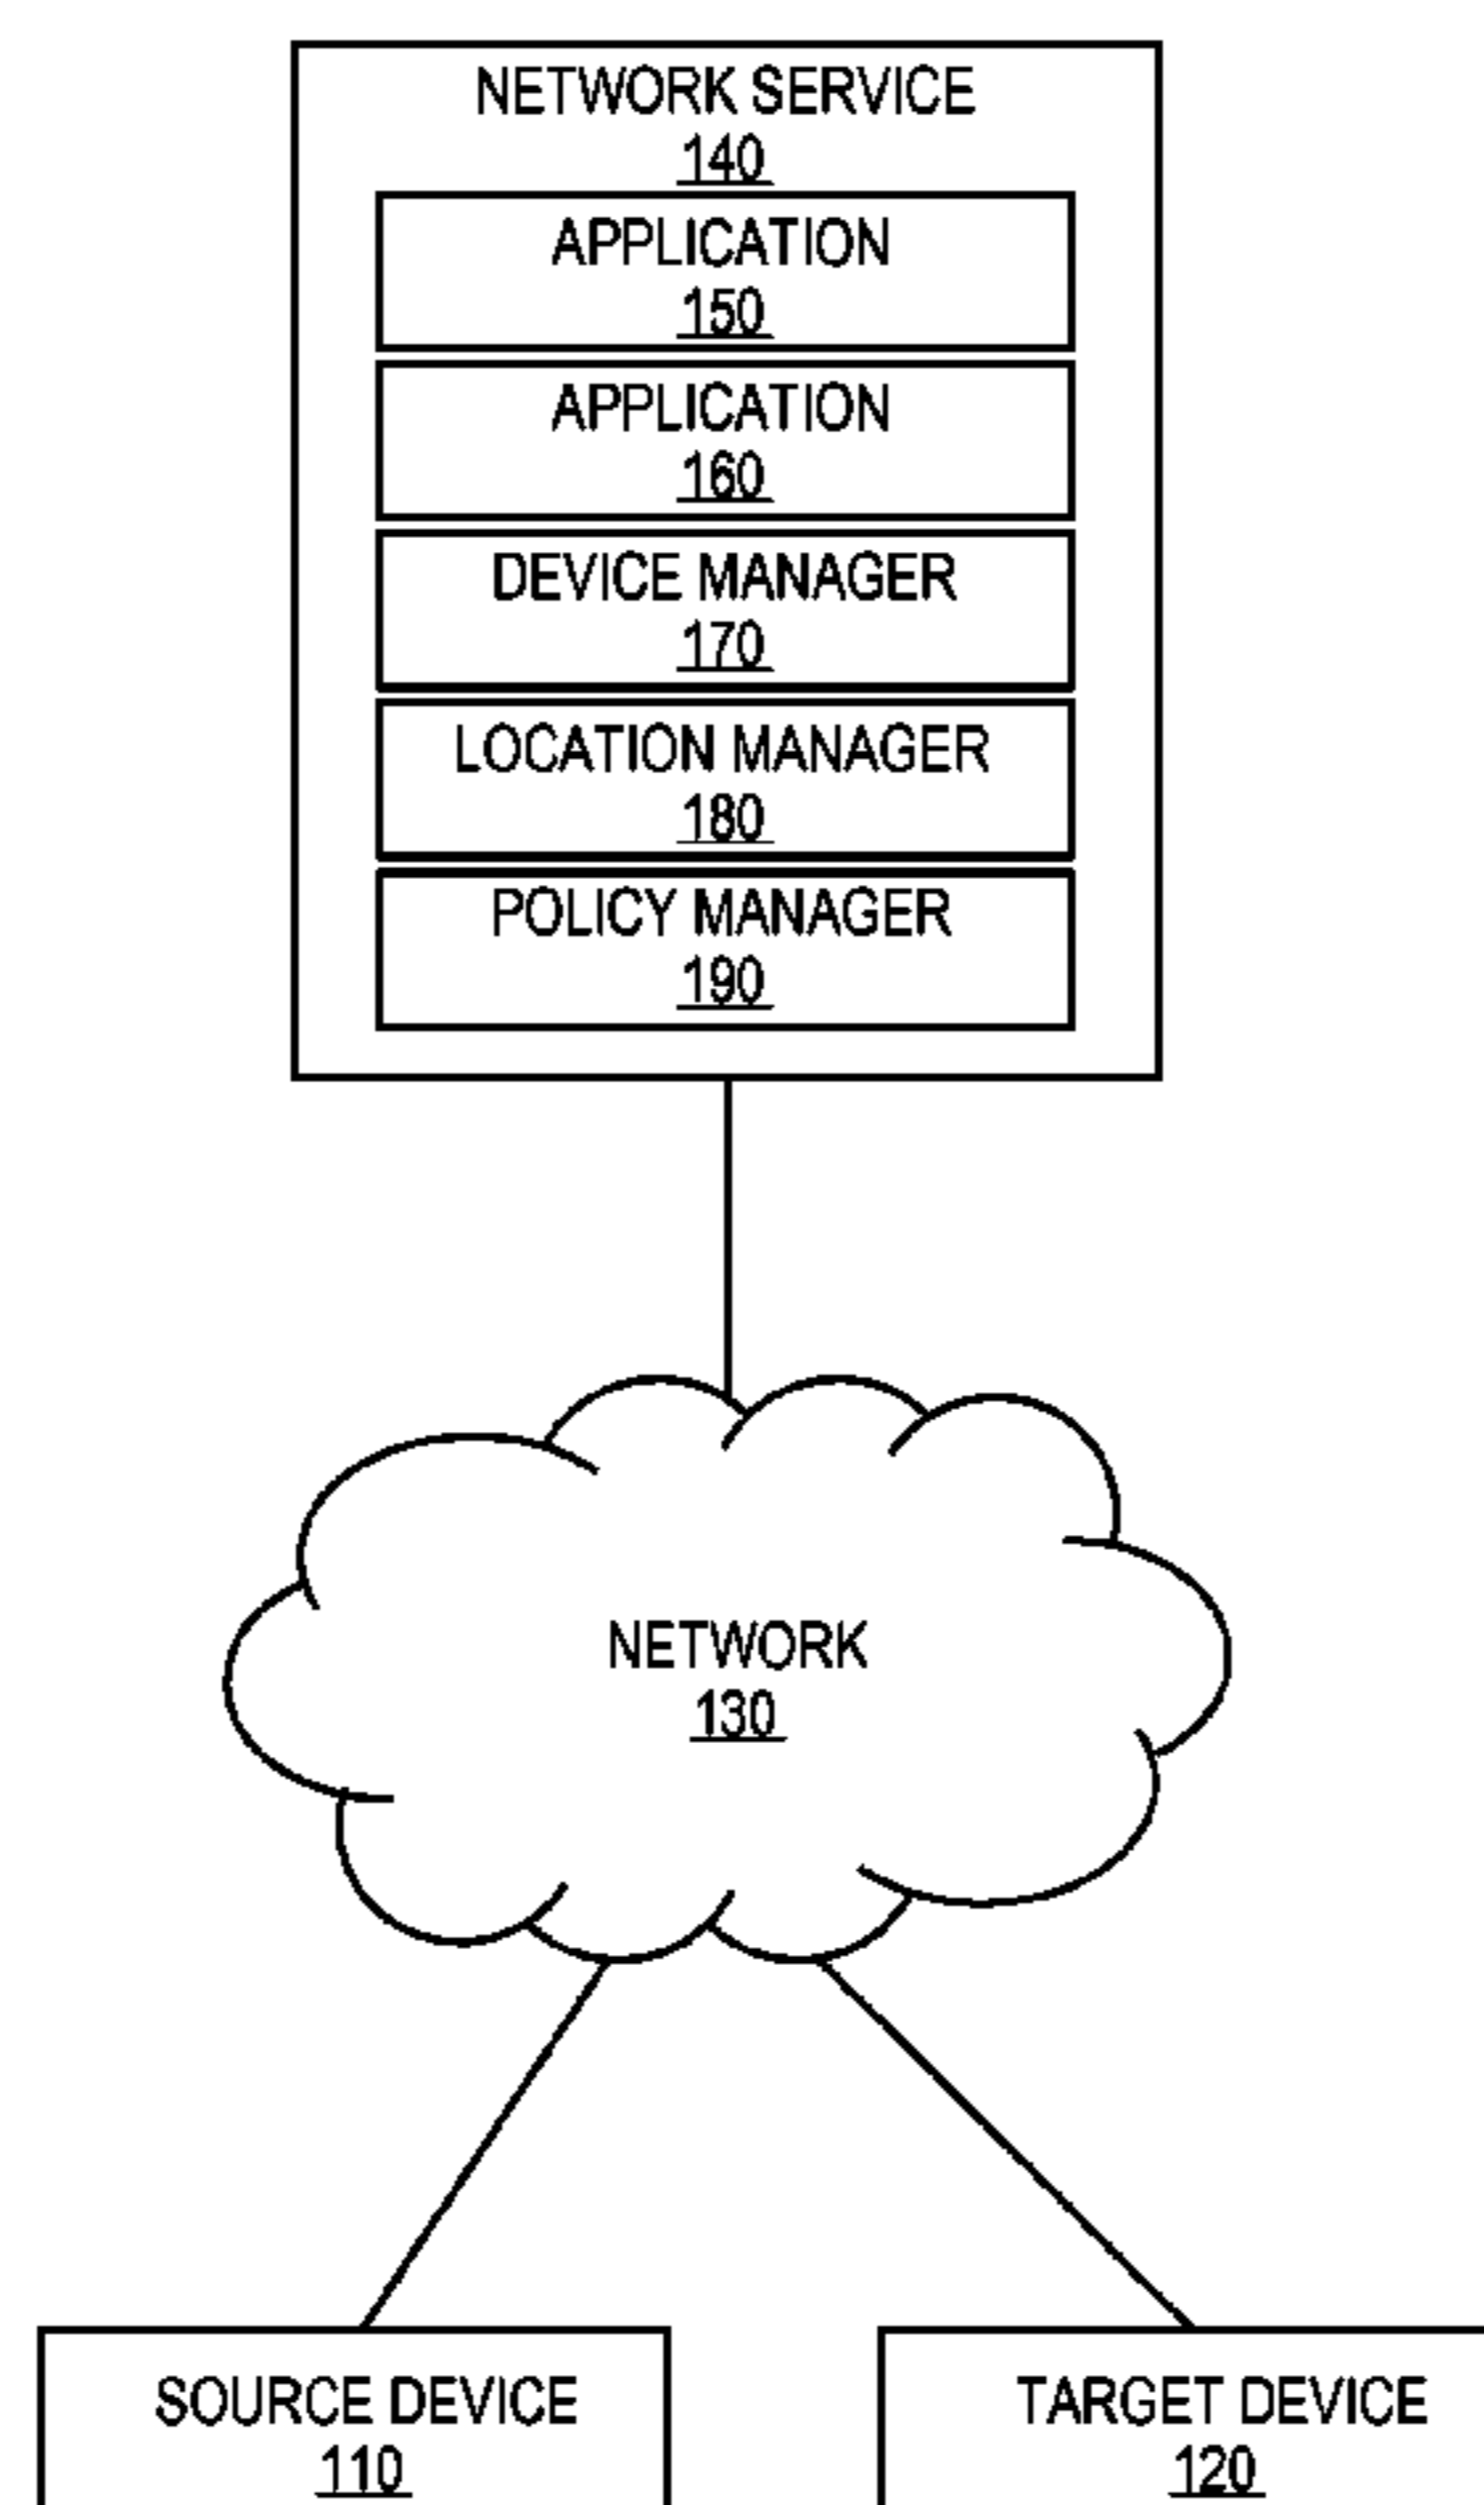 NETWORK SERVICE
140
APPLICATION
150
APPLICATION
160
DEVICE MANAGER
170
LOCATION MANAGER
180
POLICY MANAGER
190
NETWORK
130
SOURCE DEVICE
110
TARGET DEVICE
120